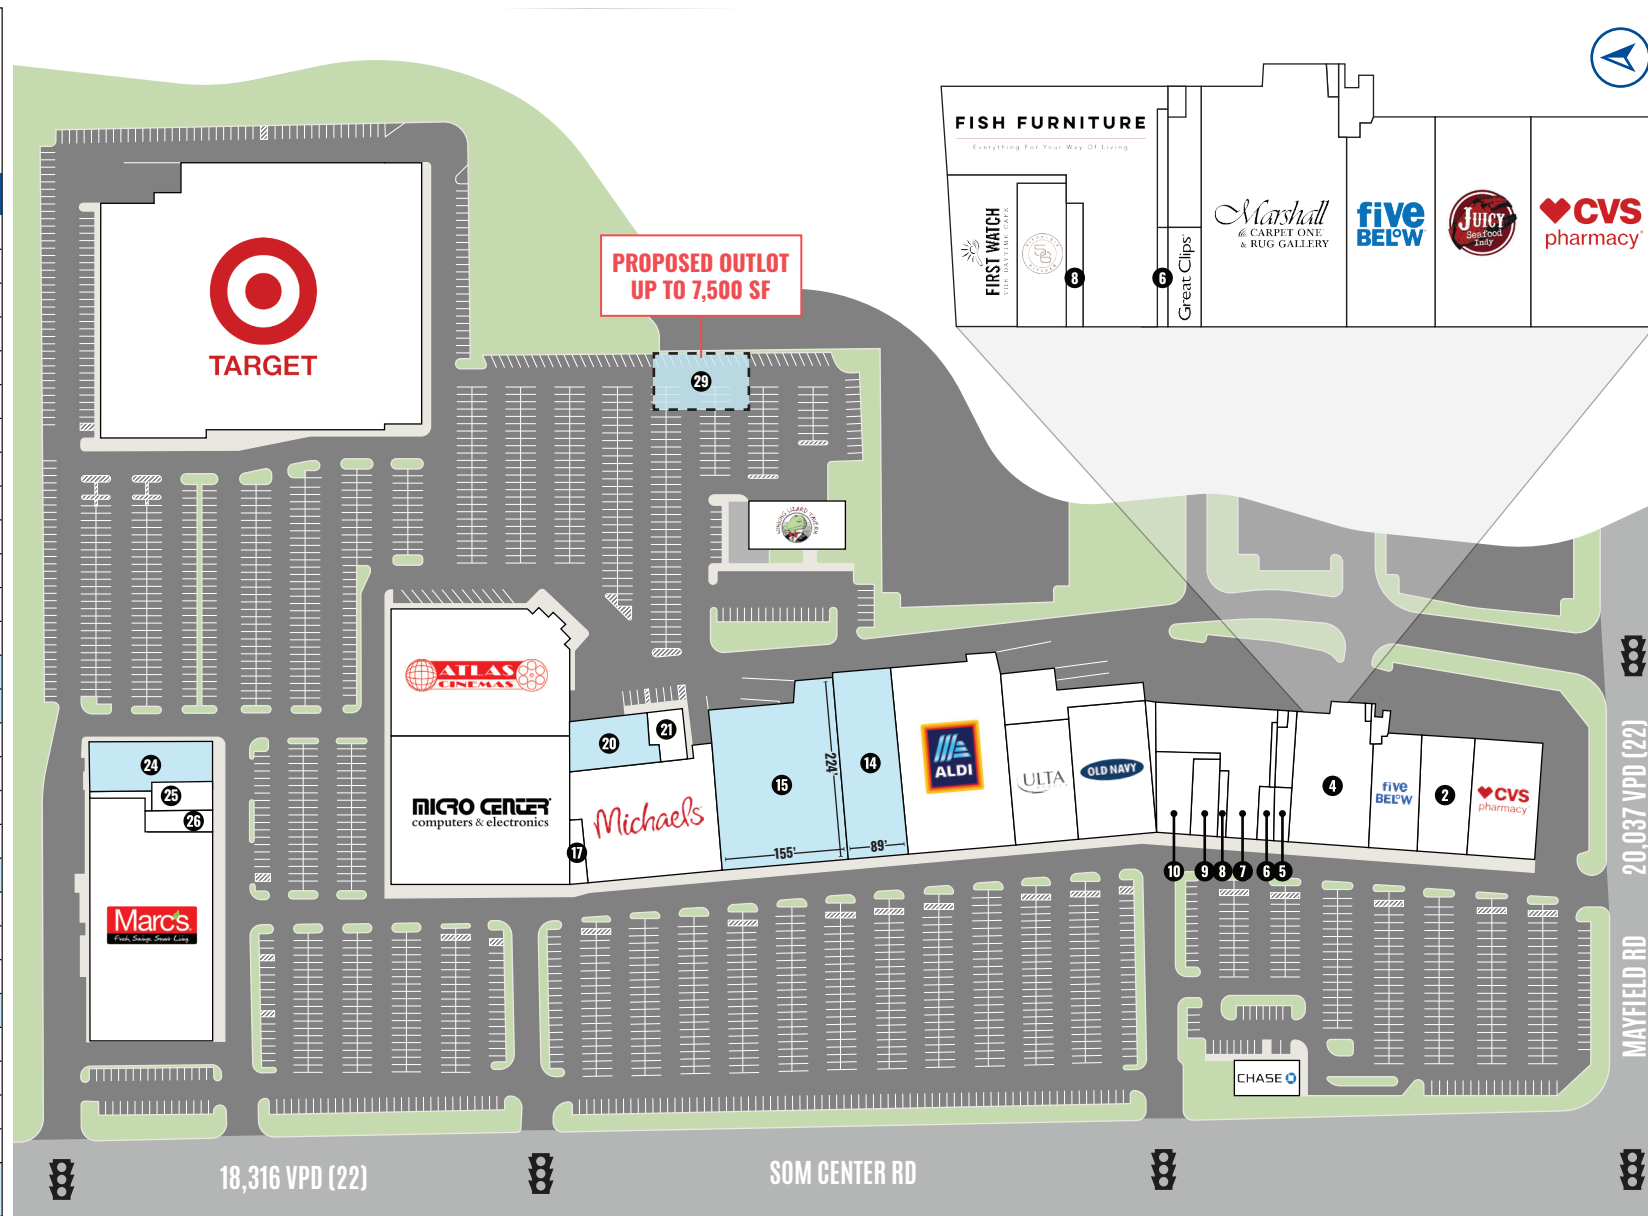 FISH FURNITURE
Everything For Your Way Of Living
FIRST WATCH
THE DAYTIME CAFE
8
6
Great Clips
Marshall
& CARPET ONE
& RUG GALLERY
five
BELOW
JUICY
Seafood
Indy
CVS
pharmacy
PROPOSED OUTLOT
UP TO 7,500 SF
29
TARGET
ATLAS
CINEMAS
MICRO CENTER
computers & electronics
20
21
17
Michaels
15
224'
155'
14
89'
ALDI
ULTA
OLD NAVY
4
five
BELOW
2
CVS
pharmacy
10
9
8
7
6
5
24
25
26
Marc's
CHASE
20,037 VPD (22)
MAYFIELD RD
18,316 VPD (22)
SOM CENTER RD